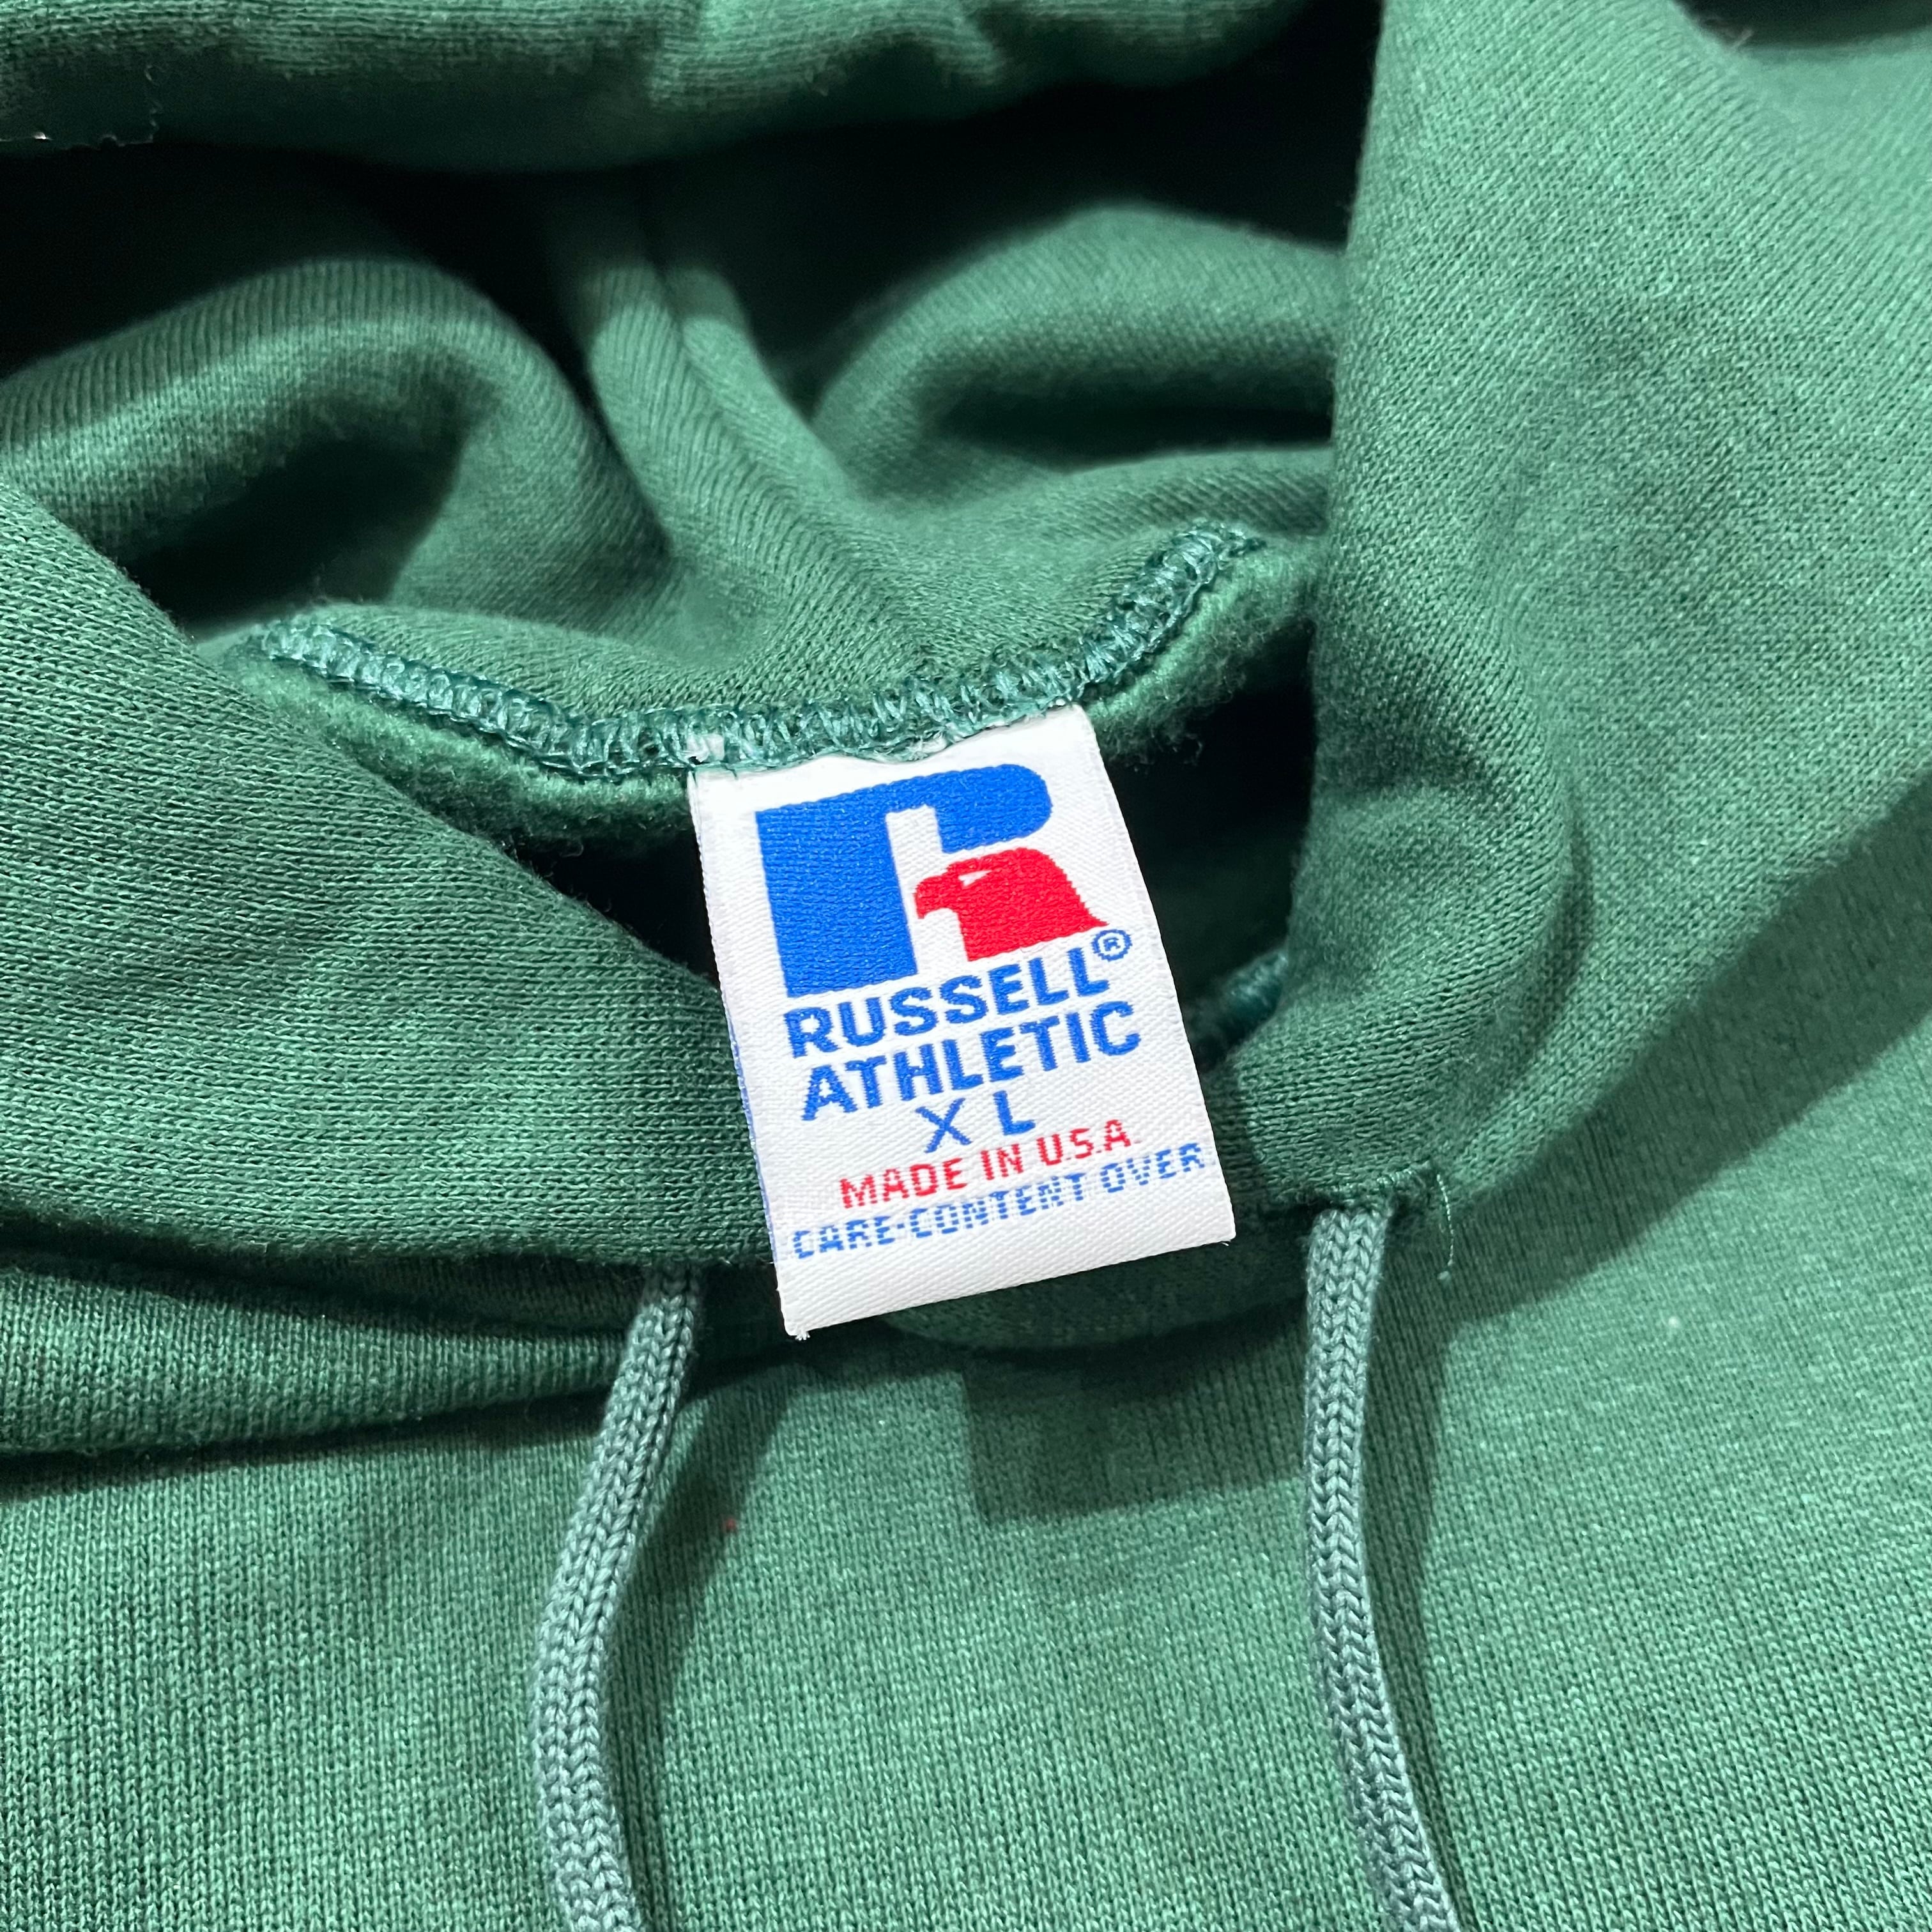 RUSSELL®
ATHLETIC
XL
MADE IN U.S.A.
CARE-CONTENT OVER